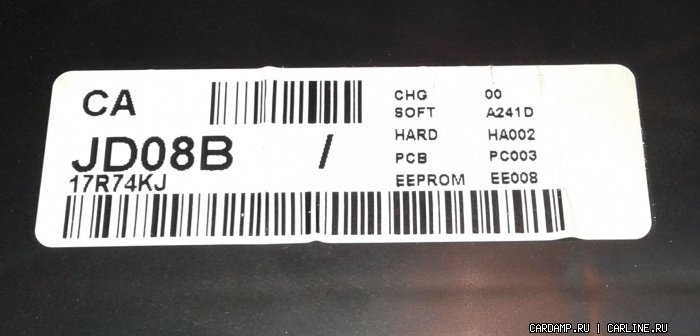 CA
JD08B /
17R74KJ
CHG 00
SOFT A241D
HARD HA002
PCB PC003
EEPROM EE008
CARDAMP.RU | CARLINE.RU